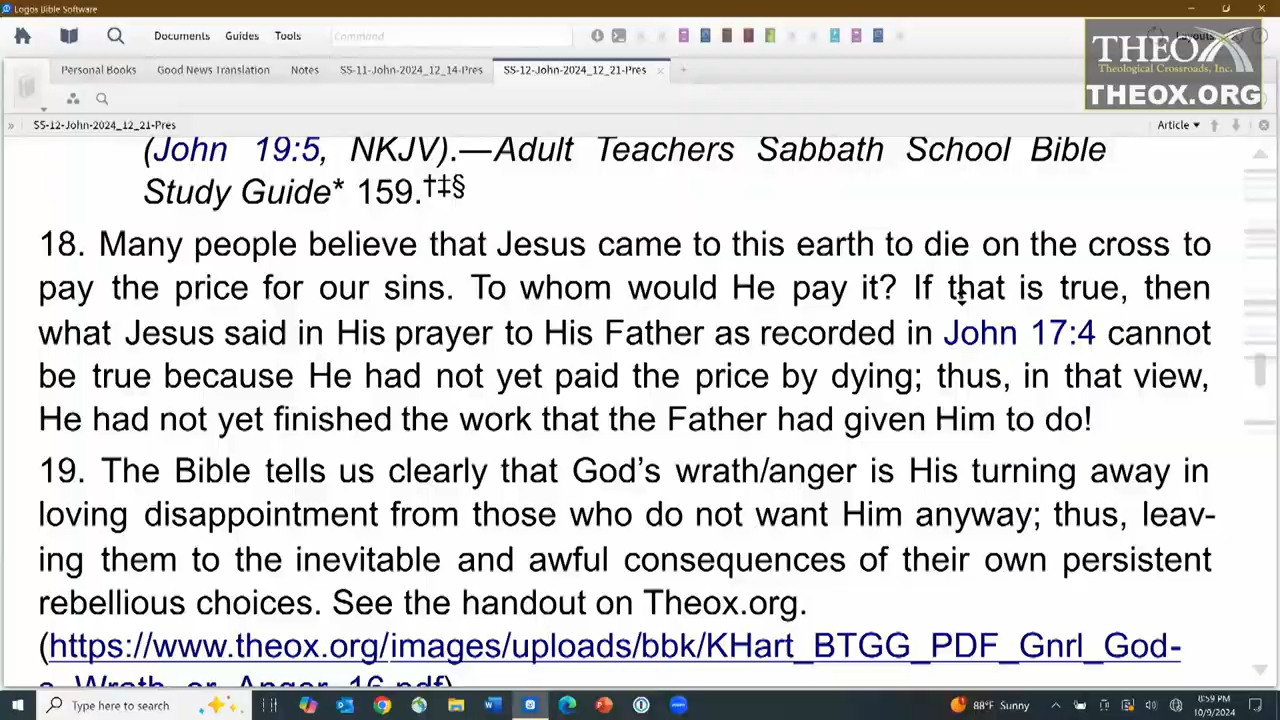 Logos Bible Software
Documents Guides Tools Command
Layouts
THEOX
Theological Crossroads, Inc.
THEOX.ORG
Personal Books Good News Translation Notes SS-11-John-2024_12_14-Pres SS-12-John-2024_12_21-Pres
SS-12-John-2024_12_21-Pres Article
(John 19:5, NKJV).—Adult Teachers Sabbath School Bible
Study Guide* 159.†‡§
18. Many people believe that Jesus came to this earth to die on the cross to
pay the price for our sins. To whom would He pay it? If that is true, then
what Jesus said in His prayer to His Father as recorded in John 17:4 cannot
be true because He had not yet paid the price by dying; thus, in that view,
He had not yet finished the work that the Father had given Him to do!
19. The Bible tells us clearly that God's wrath/anger is His turning away in
loving disappointment from those who do not want Him anyway; thus, leav-
ing them to the inevitable and awful consequences of their own persistent
rebellious choices. See the handout on Theox.org.
(https://www.theox.org/images/uploads/bbk/KHart_BTGG_PDF_Gnrl_God-
s_Wrath_or_Anger_16.pdf)
Type here to search 88°F Sunny 8:59 PM
10/9/2024